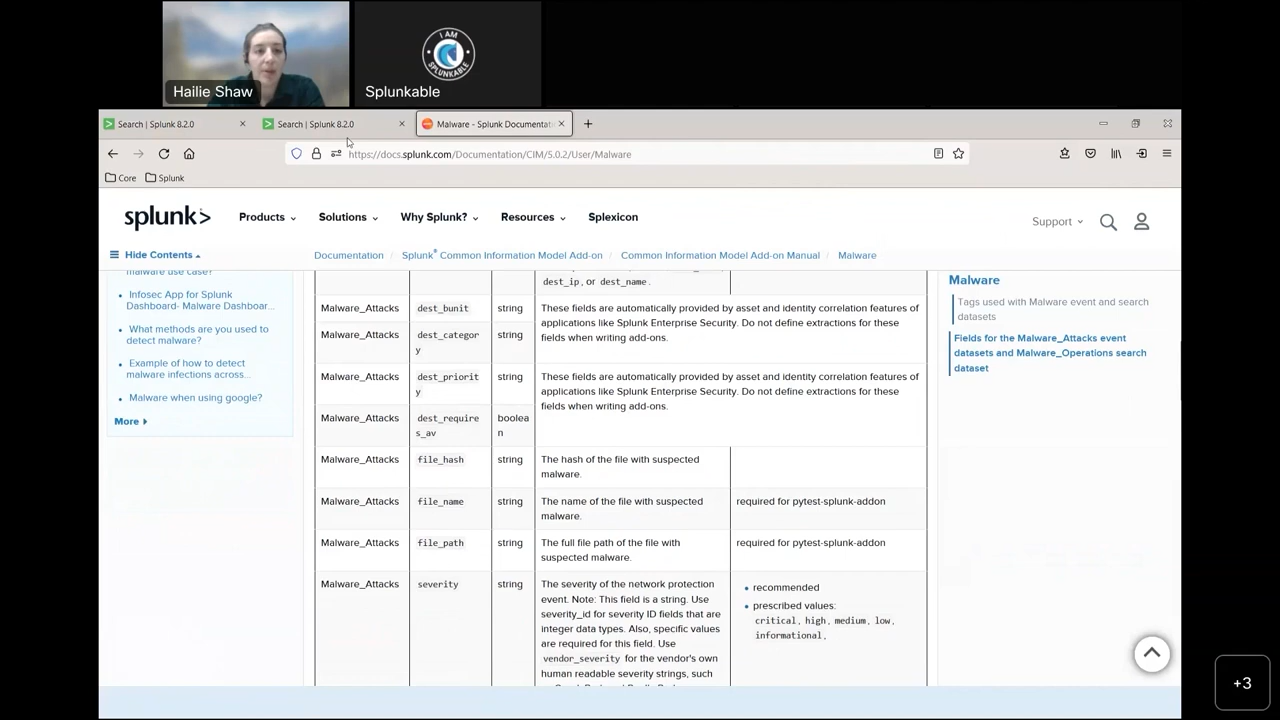 I AM
SPLUNKABLE
Hailie Shaw
Splunkable
Search | Splunk 8.2.0
Search | Splunk 8.2.0
Malware - Splunk Documentati
https://docs.splunk.com/Documentation/CIM/5.0.2/User/Malware
Core
Splunk
splunk>
Products
Solutions
Why Splunk?
Resources
Splexicon
Support
Hide Contents
Documentation / Splunk® Common Information Model Add-on / Common Information Model Add-on Manual / Malware
malware use case?
Infosec App for Splunk
Dashboard- Malware Dashboar...
What methods are you used to
detect malware?
Example of how to detect
malware infections across...
Malware when using google?
More
dest_ip, or dest_name.
Malware_Attacks
dest_bunit
string
These fields are automatically provided by asset and identity correlation features of
applications like Splunk Enterprise Security. Do not define extractions for these
fields when writing add-ons.
Malware_Attacks
dest_categor
y
string
Malware_Attacks
dest_priorit
y
string
These fields are automatically provided by asset and identity correlation features of
applications like Splunk Enterprise Security. Do not define extractions for these
fields when writing add-ons.
Malware_Attacks
dest_require
s_av
boolea
n
Malware_Attacks
file_hash
string
The hash of the file with suspected
malware.
Malware_Attacks
file_name
string
The name of the file with suspected
malware.
required for pytest-splunk-addon
Malware_Attacks
file_path
string
The full file path of the file with
suspected malware.
required for pytest-splunk-addon
Malware_Attacks
severity
string
The severity of the network protection
event. Note: This field is a string. Use
severity_id for severity ID fields that are
integer data types. Also, specific values
are required for this field. Use
vendor_severity for the vendor's own
human readable severity strings, such
recommended
prescribed values:
critical, high, medium, low,
informational,
Malware
Tags used with Malware event and search
datasets
Fields for the Malware_Attacks event
datasets and Malware_Operations search
dataset
+3